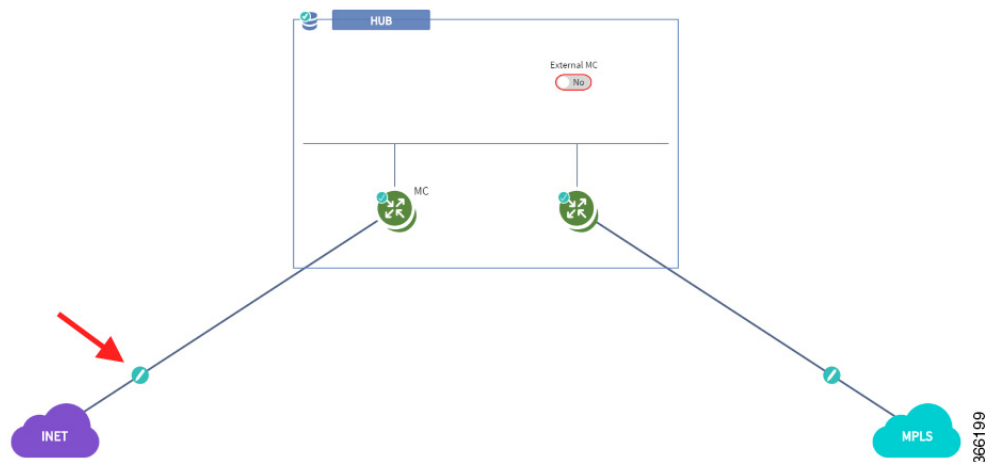 HUB
External MC
No
MC
INET
MPLS
366199